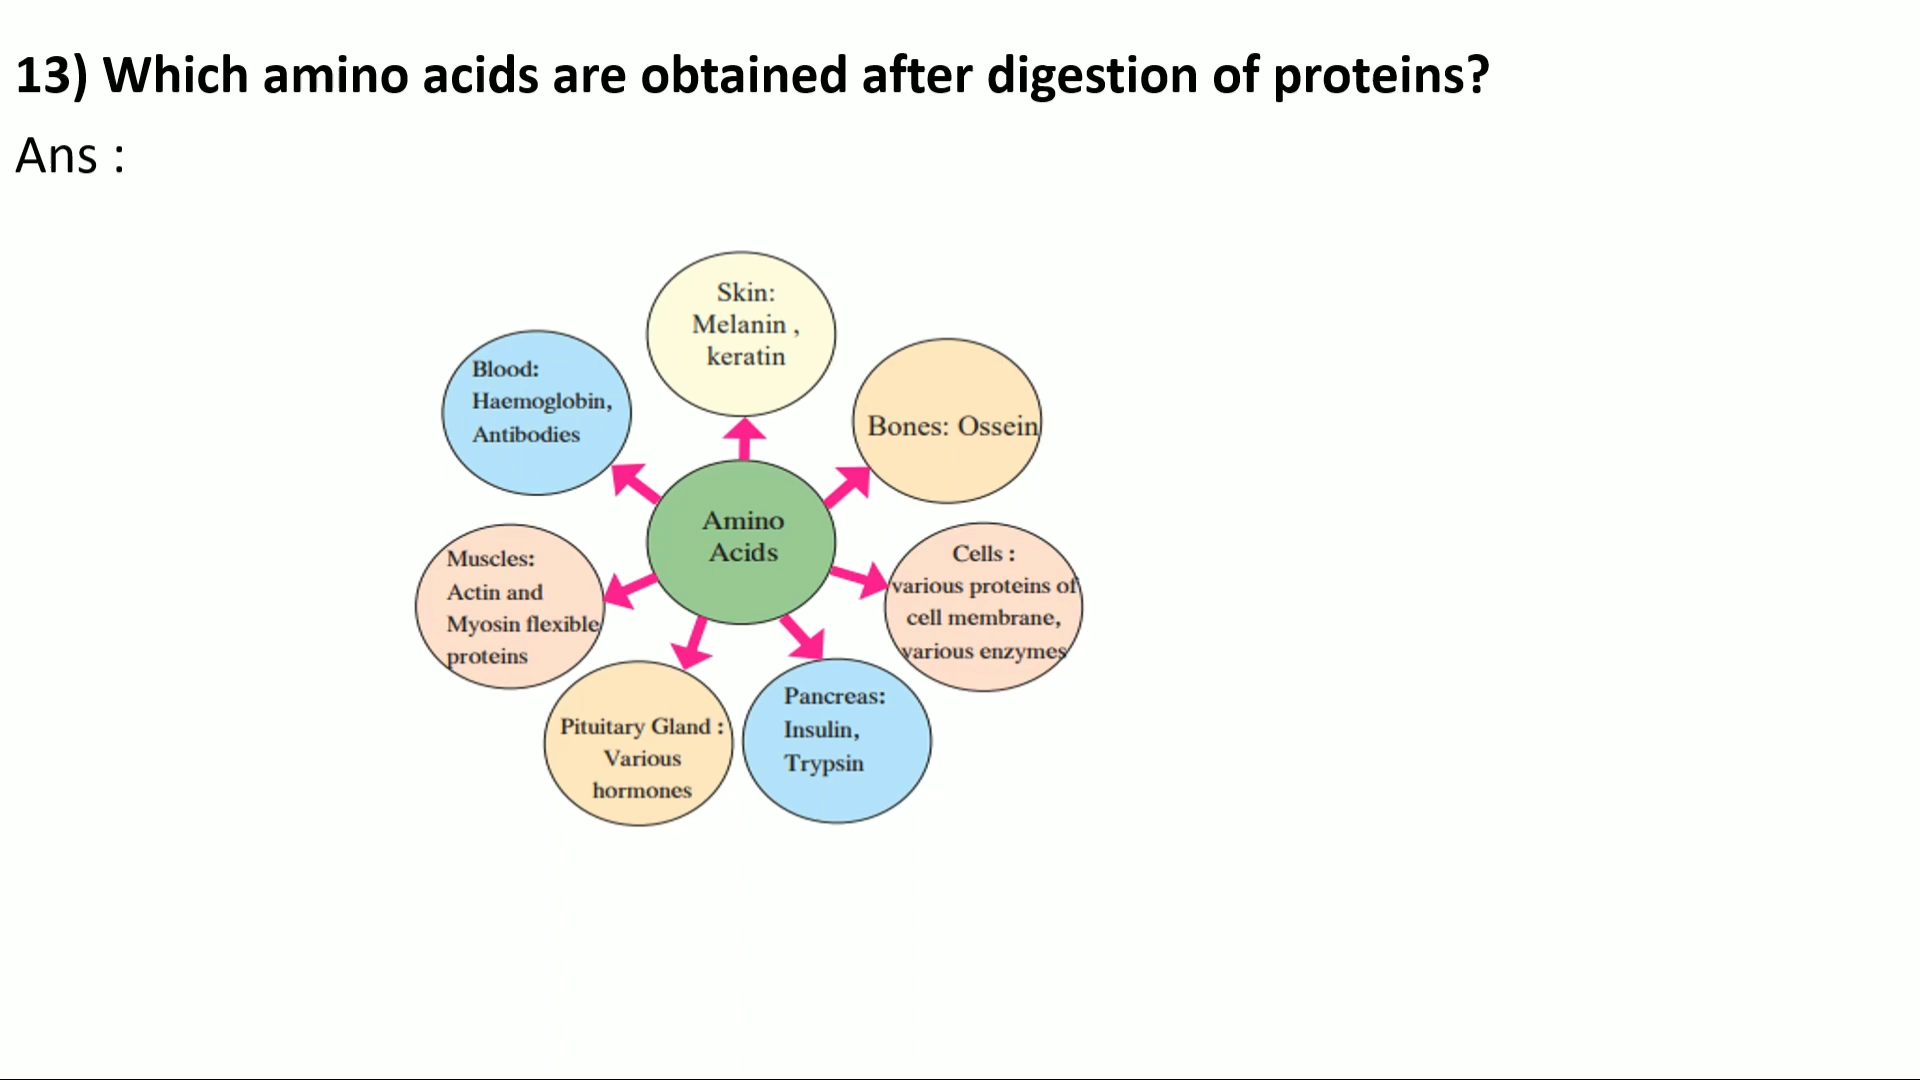 13) Which amino acids are obtained after digestion of proteins?
Ans :
Skin:
Melanin ,
keratin
Blood:
Haemoglobin,
Antibodies
Bones: Ossein
Amino
Acids
Muscles:
Actin and
Myosin flexible
proteins
Cells :
various proteins of
cell membrane,
various enzymes
Pituitary Gland :
Various
hormones
Pancreas:
Insulin,
Trypsin